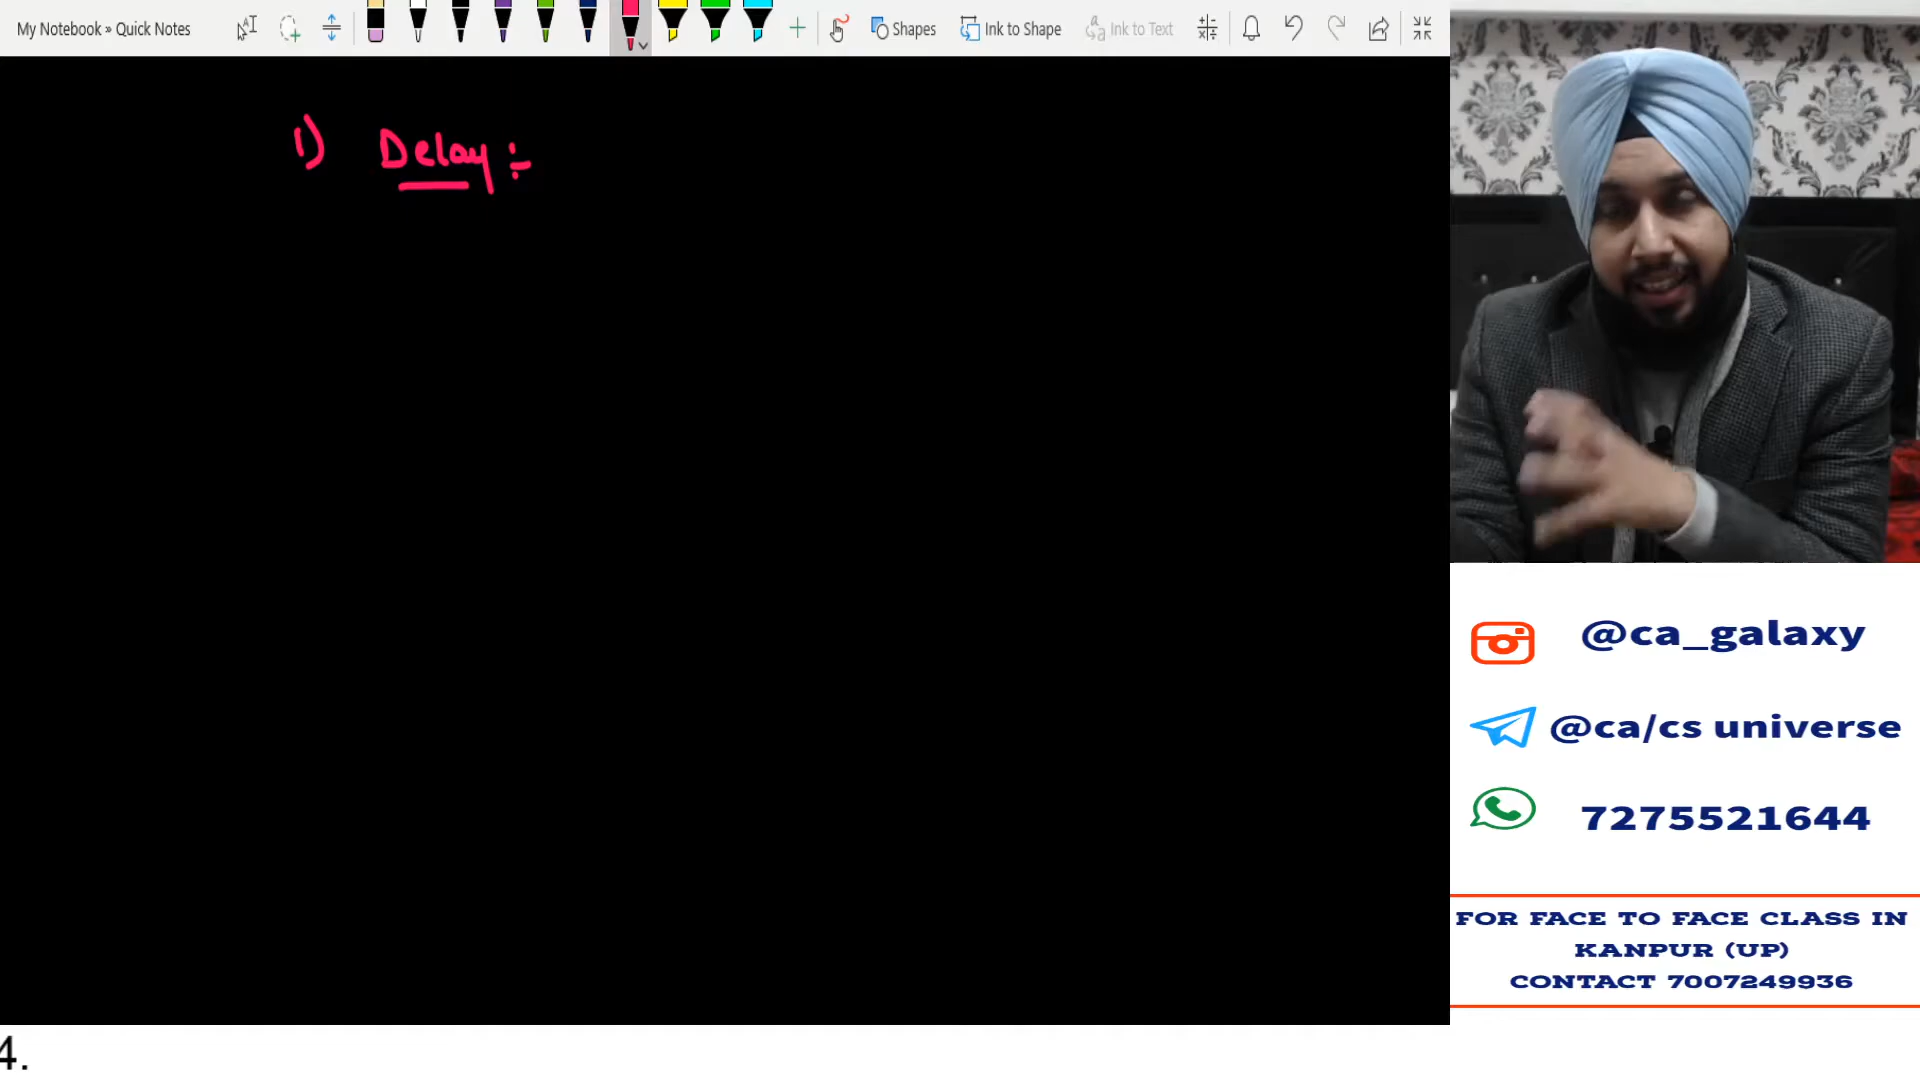 My Notebook » Quick Notes
Shapes
Ink to Shape
Ink to Text
1) Delay :-
@ca_galaxy
@ca/cs universe
7275521644
FOR FACE TO FACE CLASS IN
KANPUR (UP)
CONTACT 7007249936
4.